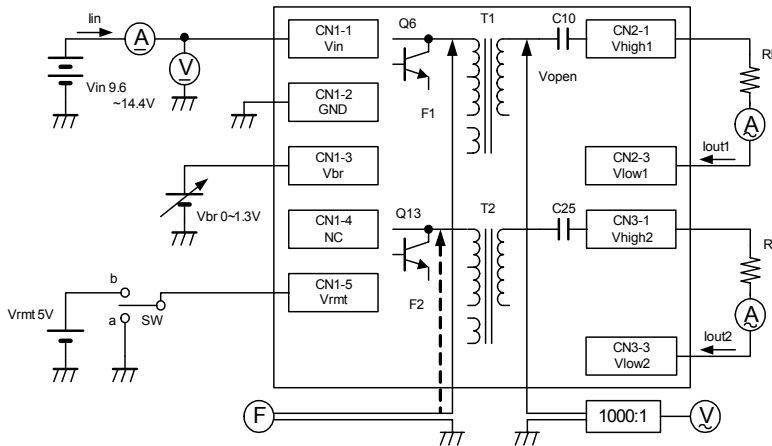 Iin
A
V
Vin 9.6
~14.4V
CN1-1
Vin
CN1-2
GND
CN1-3
Vbr
Vbr 0~1.3V
CN1-4
NC
CN1-5
Vrmt
b
a
SW
Vrmt 5V
Q6
F1
T1
C10
Vopen
CN2-1
Vhigh1
R
A
Iout1
CN2-3
Vlow1
Q13
F2
T2
C25
CN3-1
Vhigh2
R
A
Iout2
CN3-3
Vlow2
F
1000:1
V